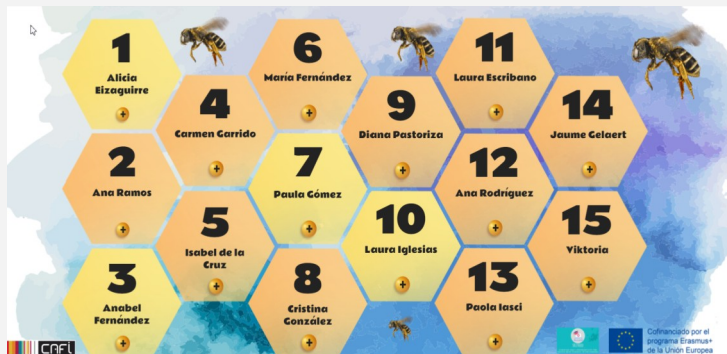 1
Alicia
Eizaguirre
+
2
Ana Ramos
+
3
Anabel
Fernández
+
4
Carmen Garrido
+
5
Isabel de la
Cruz
+
6
María Fernández
+
7
Paula Gómez
+
8
Cristina
González
+
9
Diana Pastoriza
+
10
Laura Iglesias
+
11
Laura Escribano
+
12
Ana Rodríguez
+
13
Paola Iasci
+
14
Jaume Gelaert
+
15
Viktoria
+
CAFI
Cofinanciado por el
programa Erasmus+
de la Unión Europea